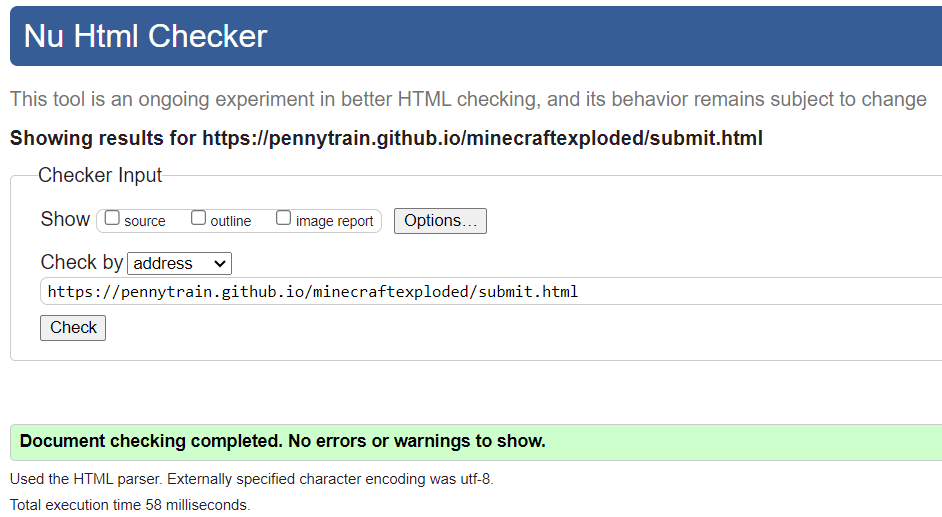 Nu Html Checker
This tool is an ongoing experiment in better HTML checking, and its behavior remains subject to change
Showing results for https://pennytrain.github.io/minecraftexploded/submit.html
Checker Input
Show source outline image report Options...
Check by address
https://pennytrain.github.io/minecraftexploded/submit.html
Check
Document checking completed. No errors or warnings to show.
Used the HTML parser. Externally specified character encoding was utf-8.
Total execution time 58 milliseconds.